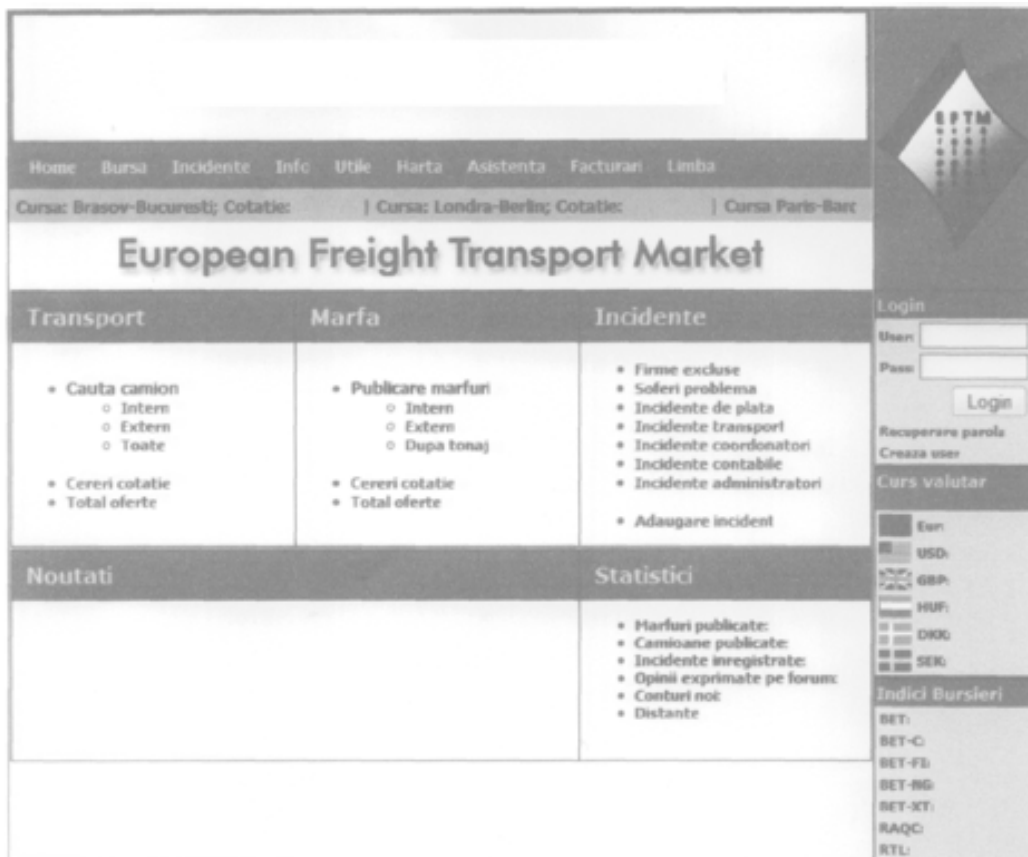 Home Bursa Incidente Info Utile Harta Asistenta Facturari Limba
Cursa: Brasov-Bucuresti; Cotatie: | Cursa: Londra-Berlin; Cotatie: | Cursa Paris-Barc
European Freight Transport Market
Transport
Cauta camion
Intern
Extern
Toate
Cereri cotatie
Total oferte
Marfa
Publicare marfuri
Intern
Extern
Dupa tonaj
Cereri cotatie
Total oferte
Incidente
Firme excluse
Soferi problema
Incidente de plata
Incidente transport
Incidente coordonatori
Incidente contabile
Incidente administratori
Adaugare incident
Noutati
Statistici
Marfuri publicate:
Camioane publicate:
Incidente inregistrate:
Opinii exprimate pe forum:
Conturi noi:
Distante
EFTM
Login
User:
Pass:
Login
Recuperare parola
Creaza user
Curs valutar
Eur:
USD:
GBP:
HUF:
DKK:
SEK:
Indici Bursieri
BET:
BET-C:
BET-FI:
BET-NG:
BET-XT:
RAQC:
RTL: